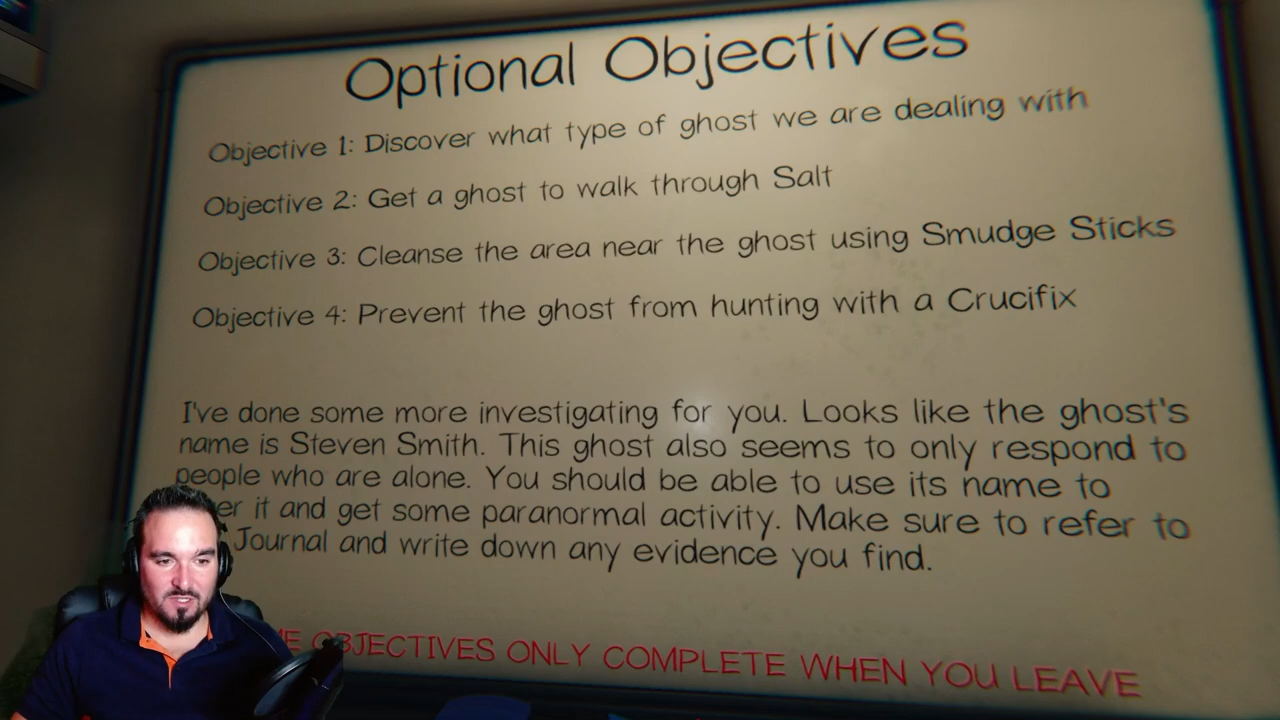 Optional Objectives
Objective 1: Discover what type of ghost we are dealing with
Objective 2: Get a ghost to walk through Salt
Objective 3: Cleanse the area near the ghost using Smudge Sticks
Objective 4: Prevent the ghost from hunting with a Crucifix
I've done some more investigating for you. Looks like the ghost's
name is Steven Smith. This ghost also seems to only respond to
people who are alone. You should be able to use its name to
it and get some paranormal activity. Make sure to refer to
Journal and write down any evidence you find.
OBJECTIVES ONLY COMPLETE WHEN YOU LEAVE